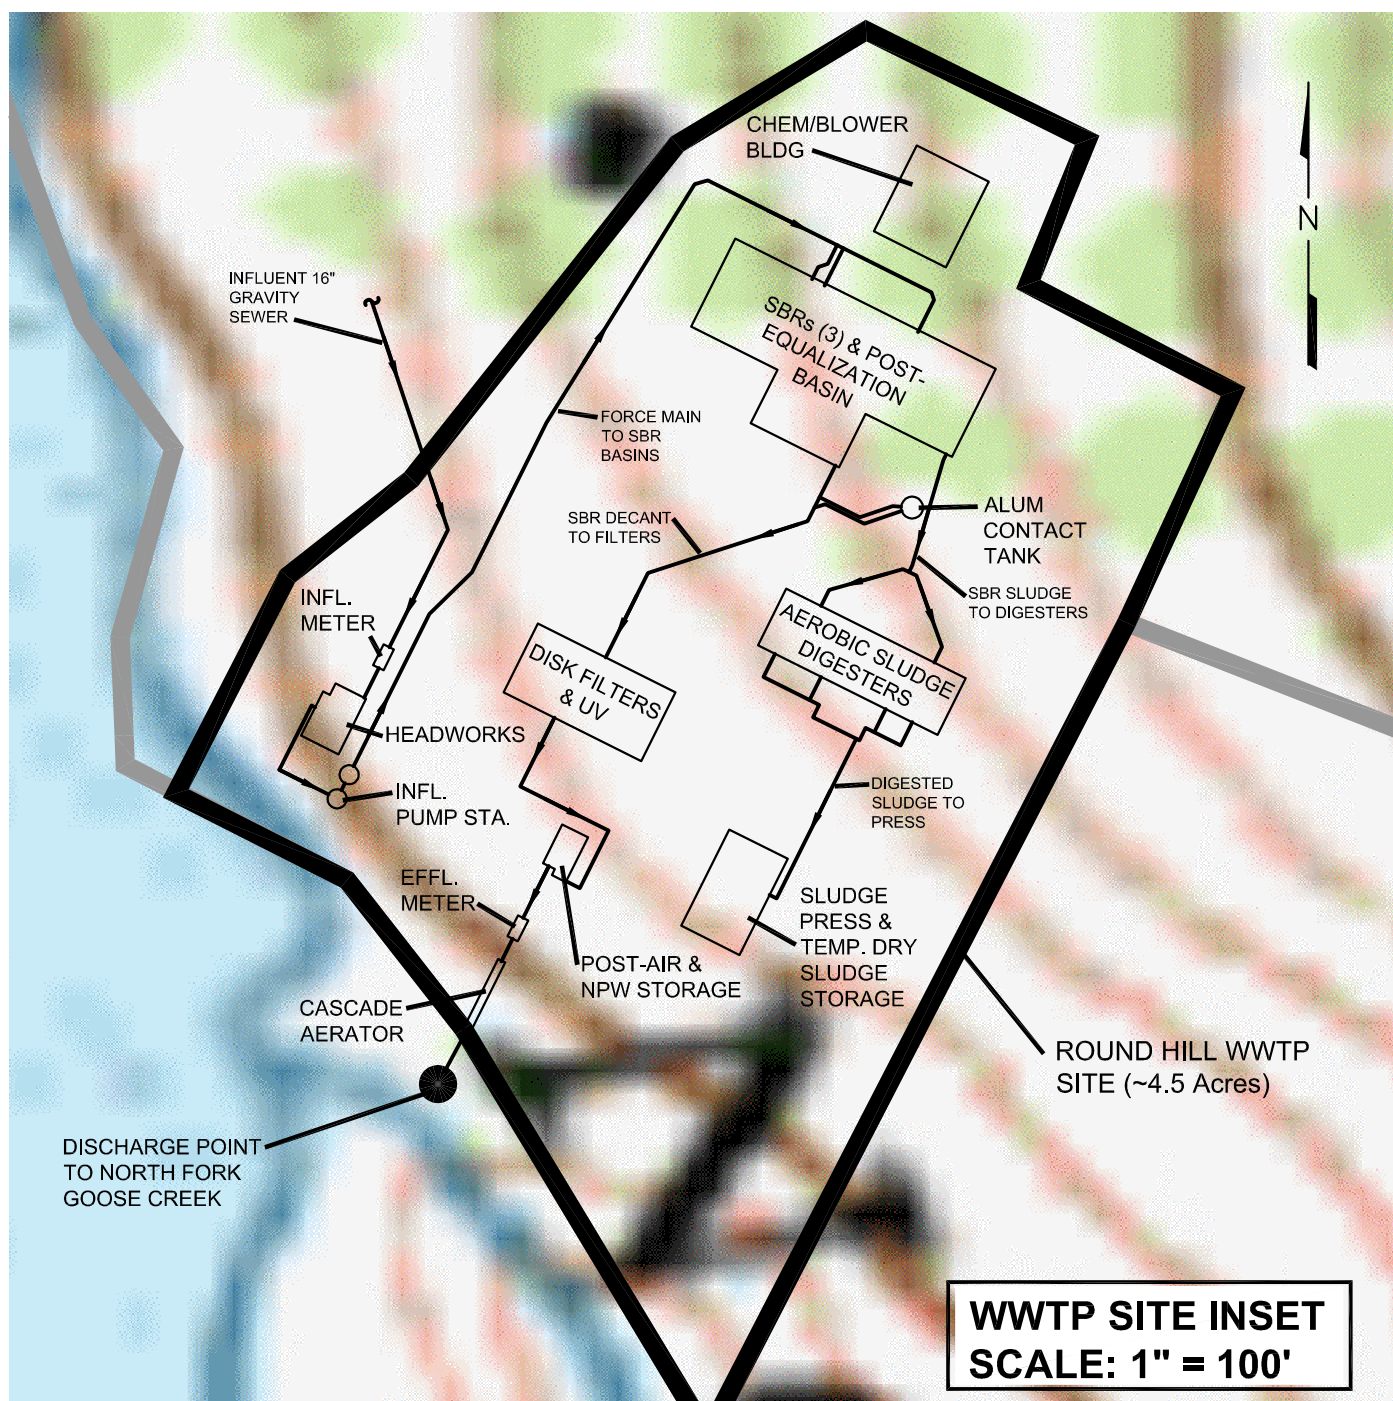 CHEM/BLOWER
BLDG
N
INFLUENT 16"
GRAVITY
SEWER
SBRs (3) & POST-
EQUALIZATION
BASIN
FORCE MAIN
TO SBR
BASINS
SBR DECANT
TO FILTERS
ALUM
CONTACT
TANK
SBR SLUDGE
TO DIGESTERS
INFL.
METER
AEROBIC SLUDGE
DIGESTERS
DISK FILTERS
& UV
HEADWORKS
INFL.
PUMP STA.
DIGESTED
SLUDGE TO
PRESS
EFFL.
METER
SLUDGE
PRESS &
TEMP. DRY
SLUDGE
STORAGE
POST-AIR &
NPW STORAGE
CASCADE
AERATOR
ROUND HILL WWTP
SITE (~4.5 Acres)
DISCHARGE POINT
TO NORTH FORK
GOOSE CREEK
WWTP SITE INSET
SCALE: 1" = 100'